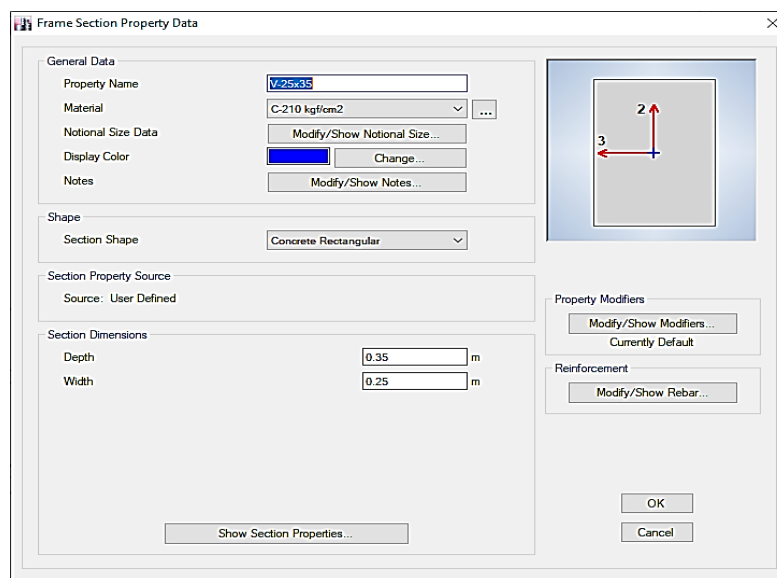 Frame Section Property Data
General Data
Property Name V-25x35
Material C-210 kgf/cm2 ...
Notional Size Data Modify/Show Notional Size...
Display Color Change...
Notes Modify/Show Notes...
Shape
Section Shape Concrete Rectangular
Section Property Source
Source: User Defined
Section Dimensions
Depth 0.35 m
Width 0.25 m
Show Section Properties...
2
3
Property Modifiers
Modify/Show Modifiers...
Currently Default
Reinforcement
Modify/Show Rebar...
OK
Cancel